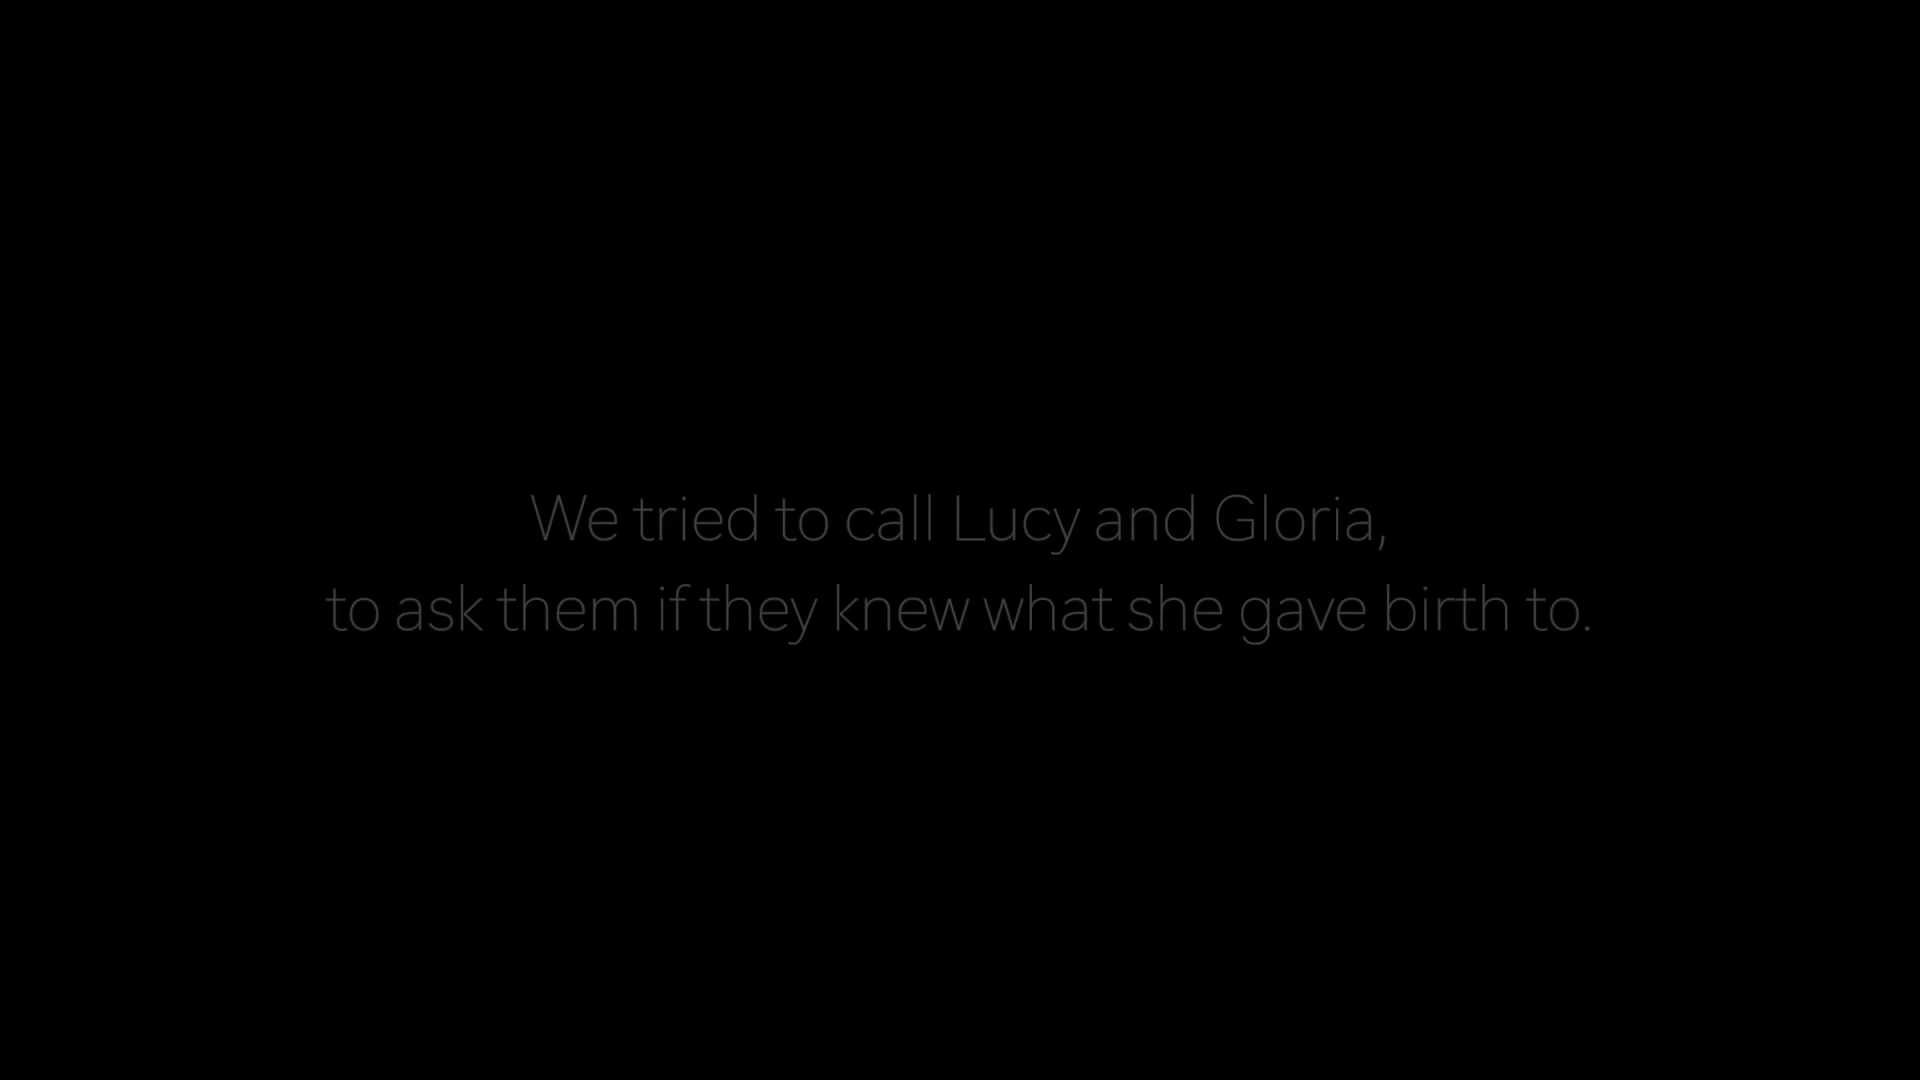 We tried to call Lucy and Gloria,
to ask them if they knew what she gave birth to.